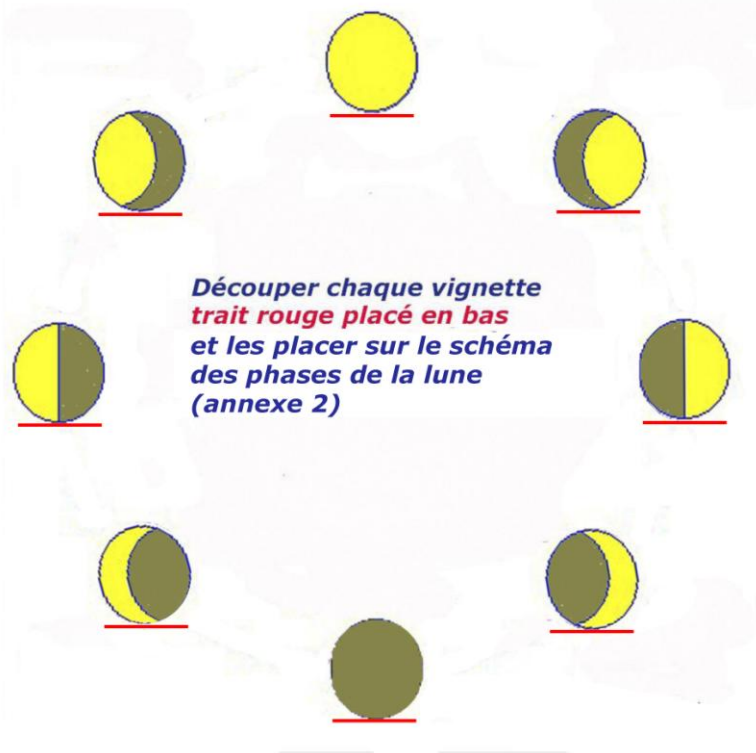 Découper chaque vignette
trait rouge placé en bas
et les placer sur le schéma
des phases de la lune
(annexe 2)